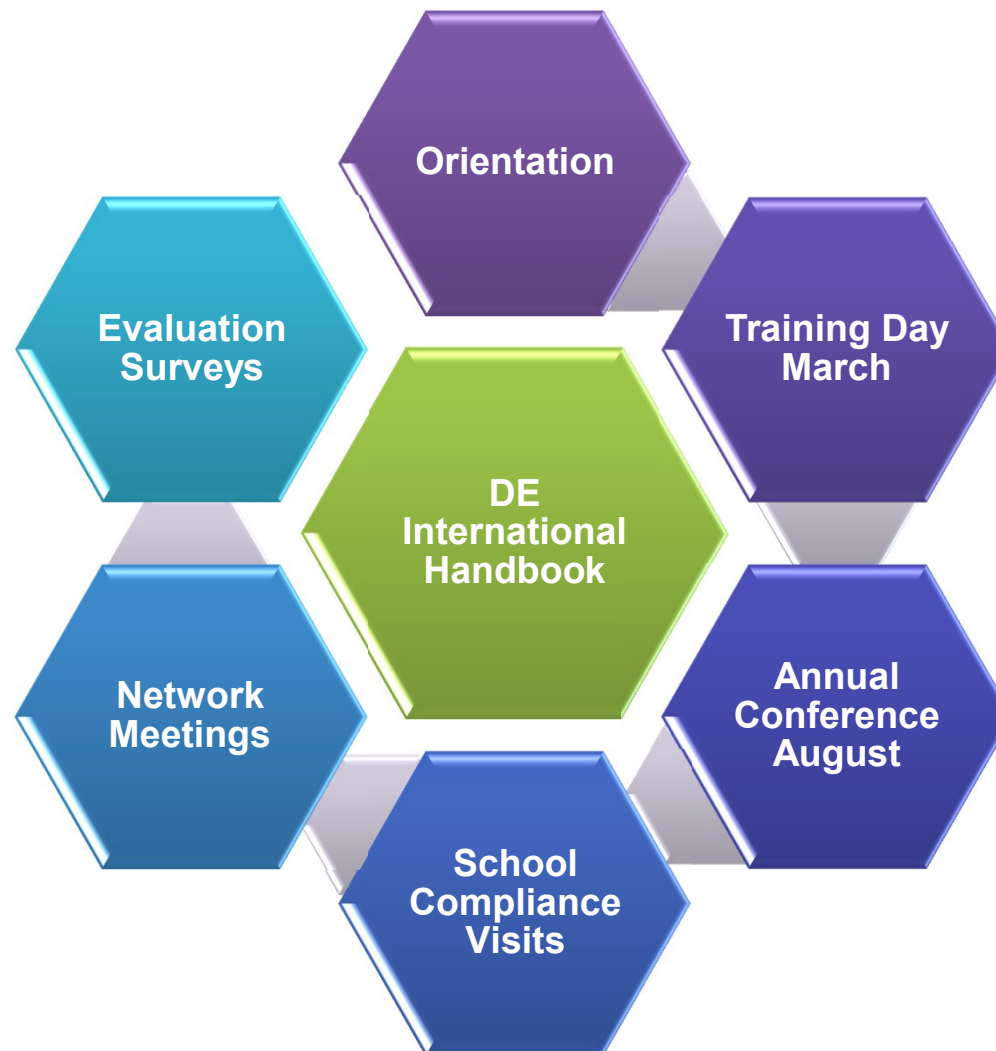 Orientation
Training Day
March
Annual
Conference
August
School
Compliance
Visits
Network
Meetings
Evaluation
Surveys
DE
International
Handbook